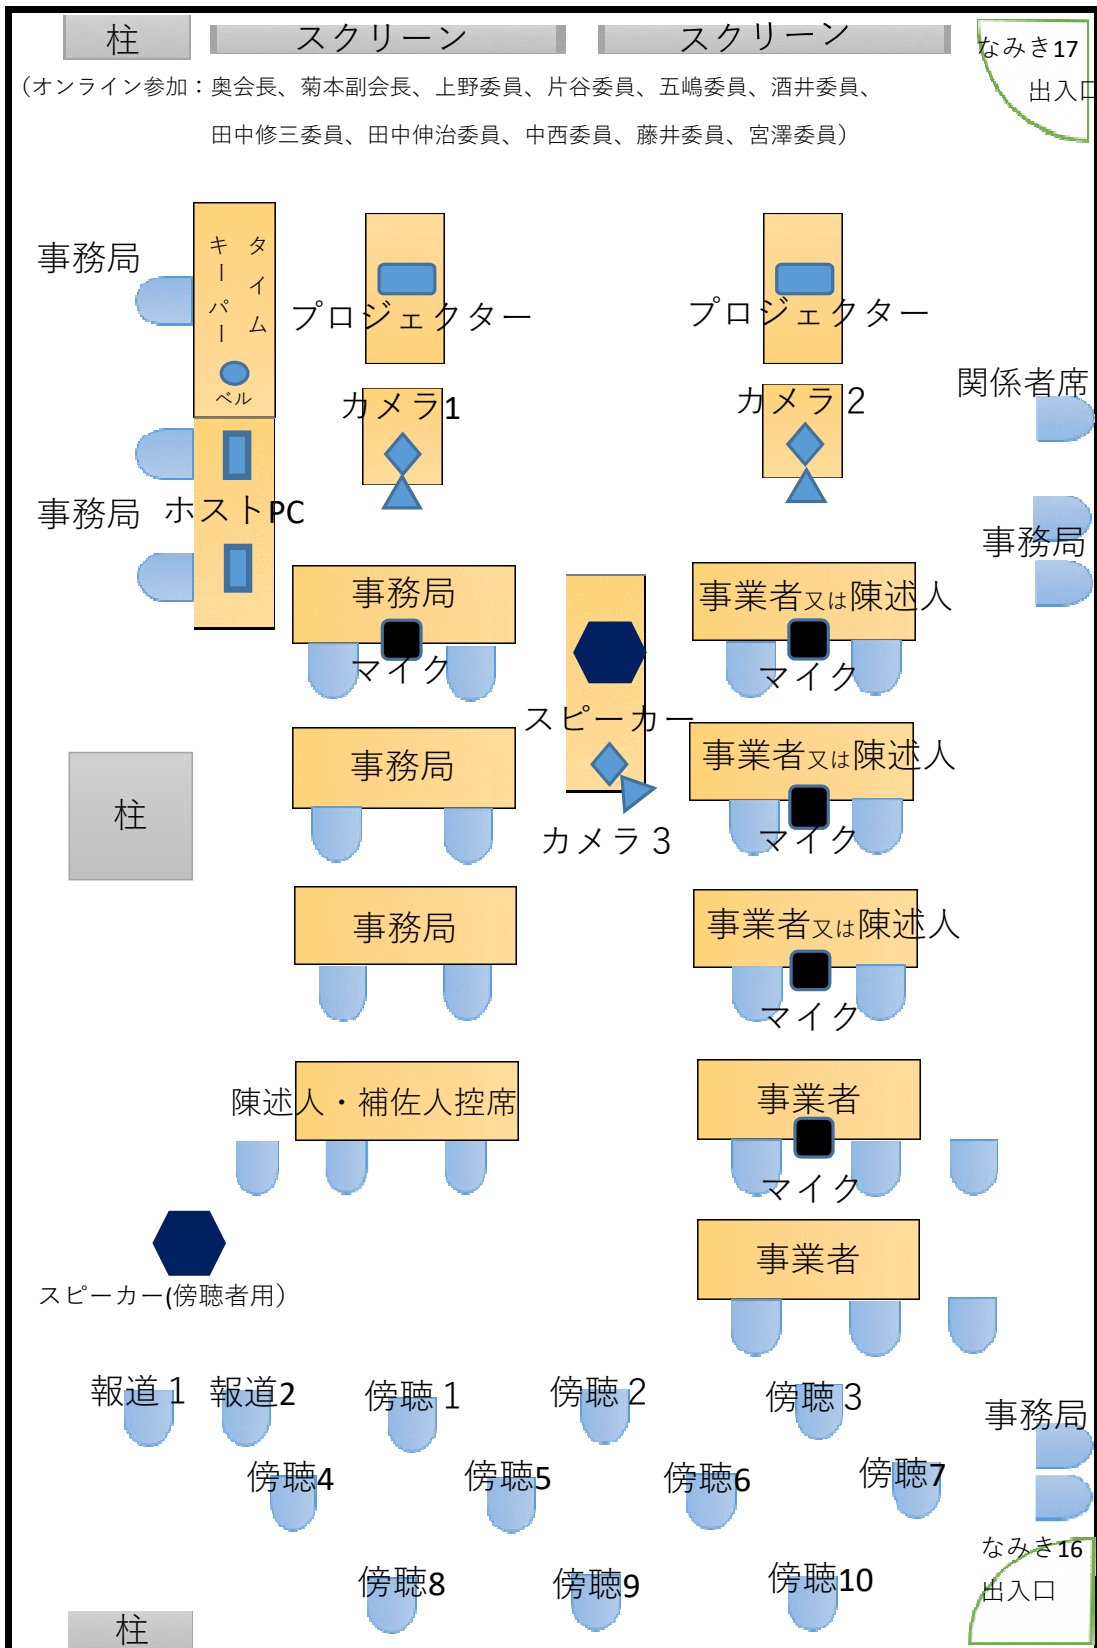 柱
スクリーン
スクリーン
なみき17
出入口
(オンライン参加：奥会長、菊本副会長、上野委員、片谷委員、五嶋委員、酒井委員、
田中修三委員、田中伸治委員、中西委員、藤井委員、宮澤委員）
事務局
タイム
キーパー
ベル
プロジェクター
プロジェクター
カメラ1
カメラ２
関係者席
事務局
ホストPC
事務局
事務局
マイク
事業者又は陳述人
マイク
スピーカー
カメラ３
事務局
事業者又は陳述人
マイク
柱
事務局
事業者又は陳述人
マイク
陳述人・補佐人控席
事業者
マイク
スピーカー(傍聴者用）
事業者
報道１
報道2
傍聴１
傍聴２
傍聴３
事務局
傍聴4
傍聴5
傍聴6
傍聴7
傍聴8
傍聴9
傍聴10
なみき16
出入口
柱